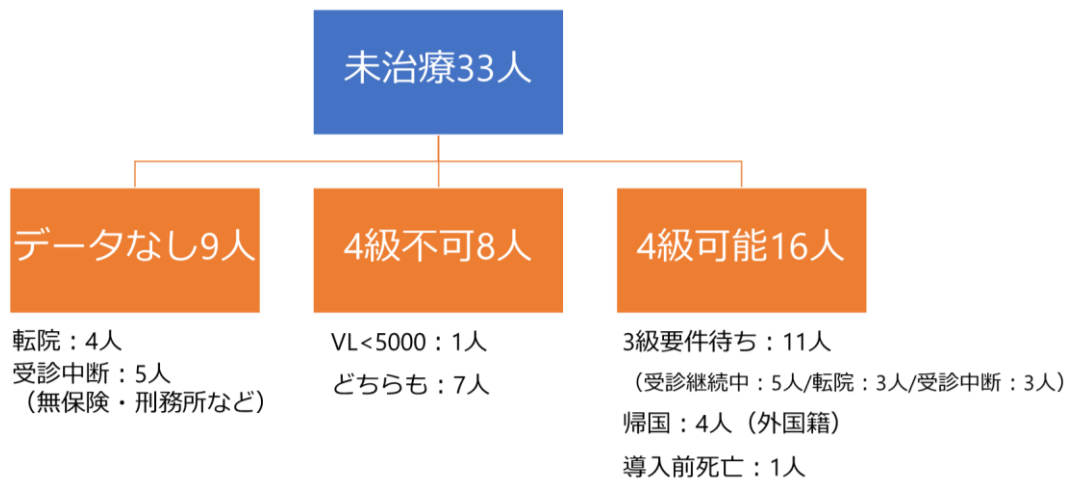 未治療33人
データなし9人
4級不可8人
4級可能16人
転院：4人
受診中断：5人
（無保険・刑務所など）
VL<5000：1人
どちらも：7人
3級要件待ち：11人
（受診継続中：5人/転院：3人/受診中断：3人）
帰国：4人（外国籍）
導入前死亡：1人